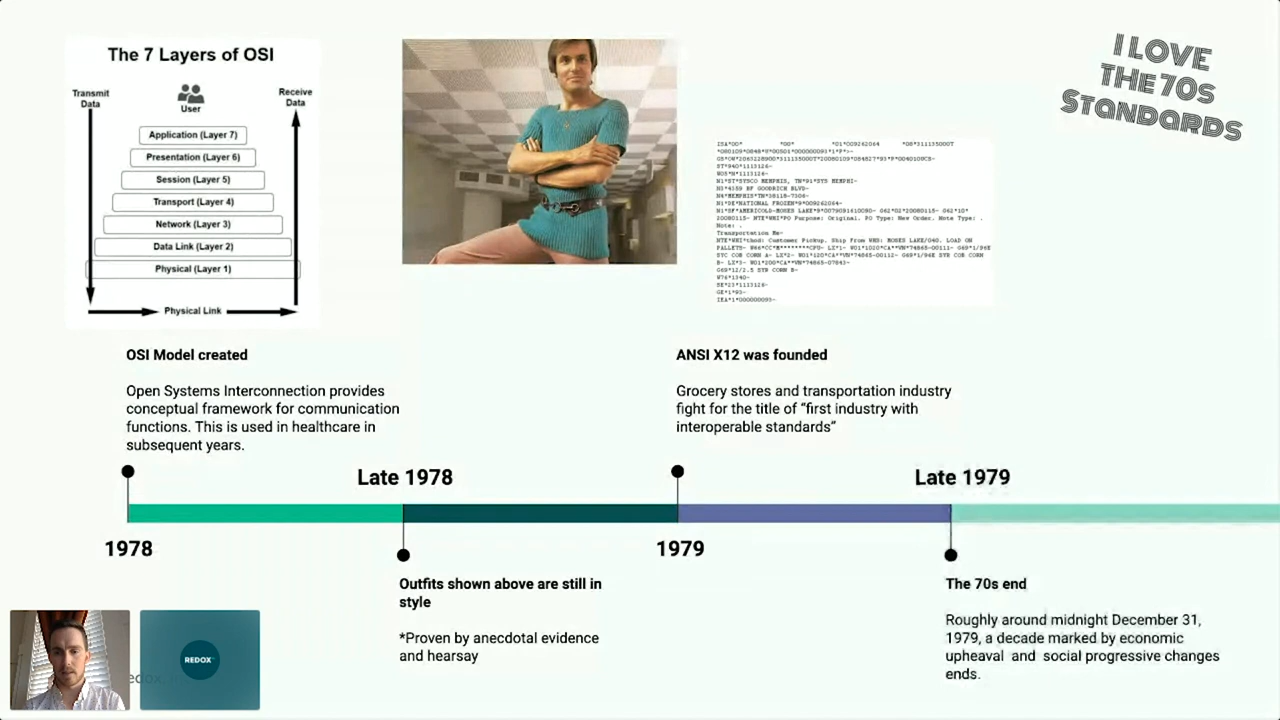 The 7 Layers of OSI
Transmit
Data
User
Receive
Data
Application (Layer 7)
Presentation (Layer 6)
Session (Layer 5)
Transport (Layer 4)
Network (Layer 3)
Data Link (Layer 2)
Physical (Layer 1)
Physical Link
I LOVE
THE 70S
STANDARDS
OSI Model created
Open Systems Interconnection provides
conceptual framework for communication
functions. This is used in healthcare in
subsequent years.
ANSI X12 was founded
Grocery stores and transportation industry
fight for the title of “first industry with
interoperable standards”
Late 1978
Late 1979
1978
1979
Outfits shown above are still in
style
*Proven by anecdotal evidence
and hearsay
The 70s end
Roughly around midnight December 31,
1979, a decade marked by economic
upheaval and social progressive changes
ends.
REDOX